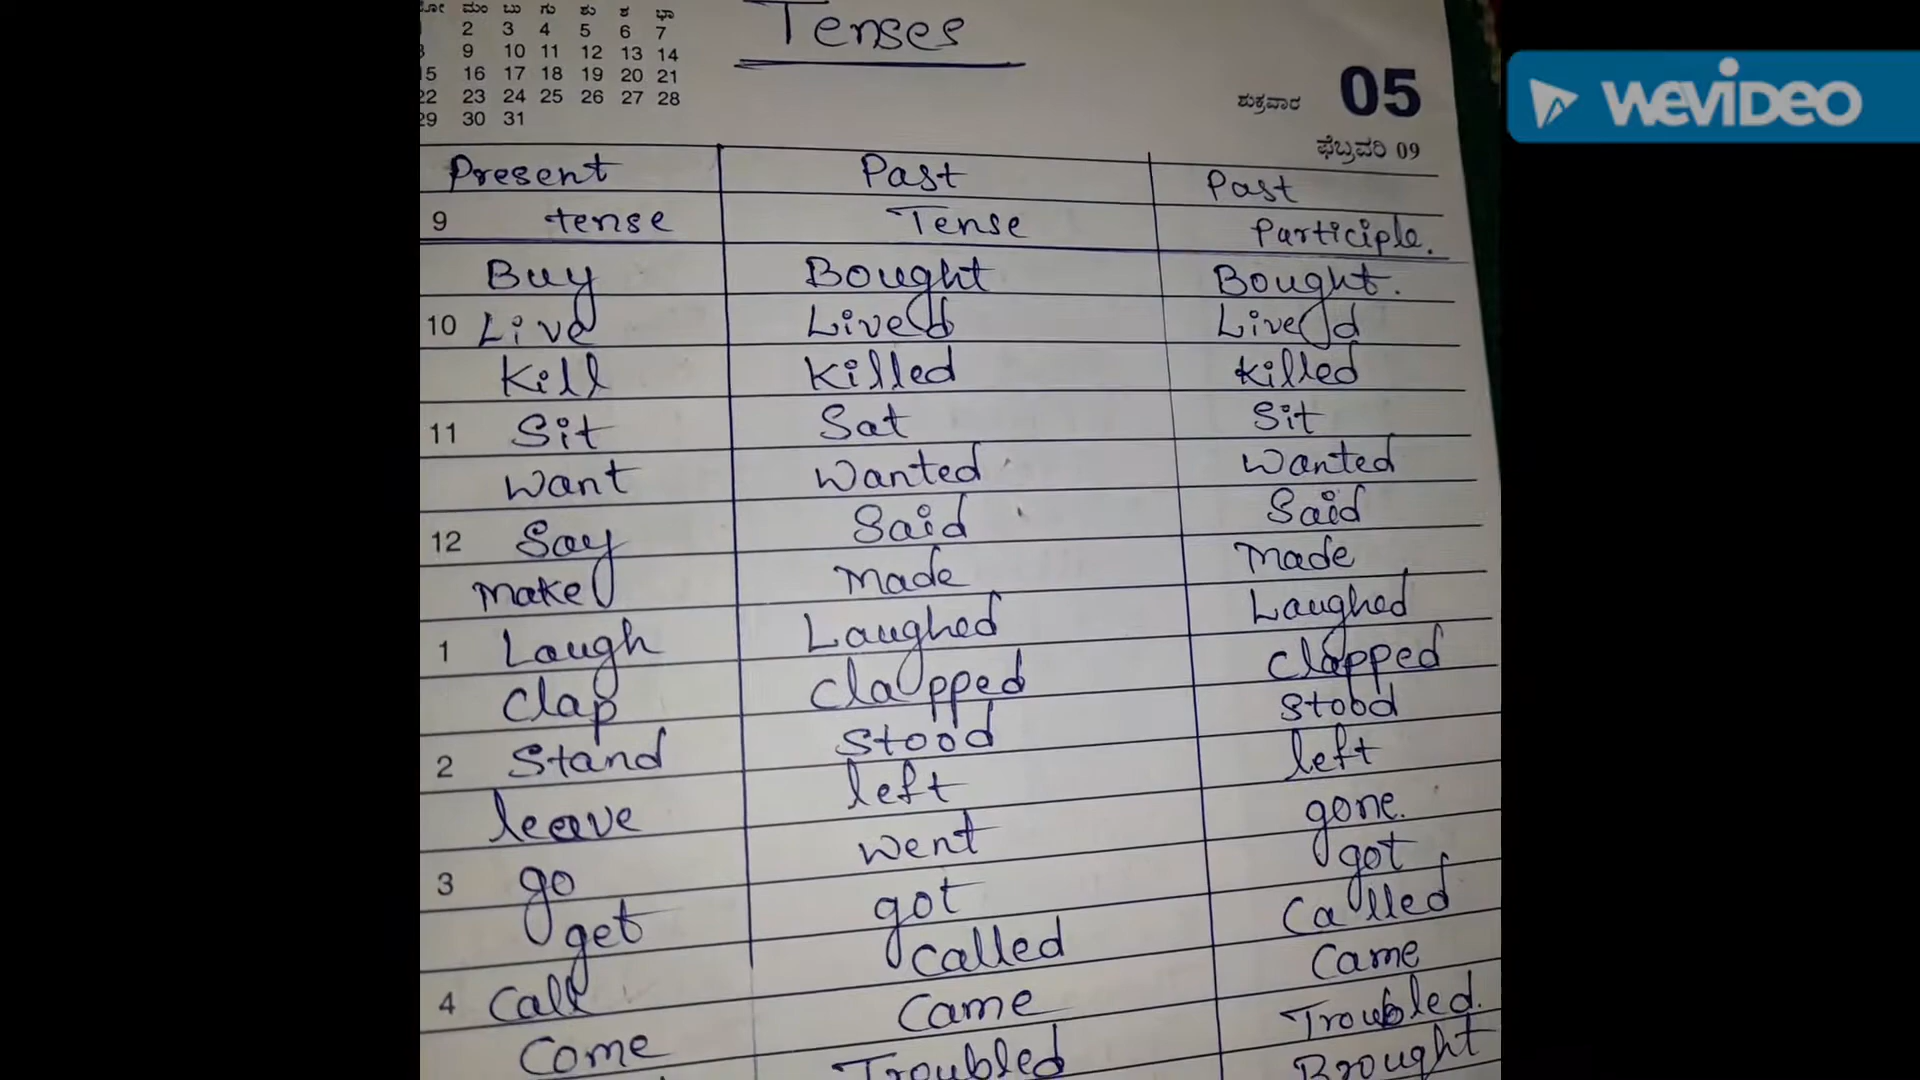 ಮಂ ಬು ಗು ಶು ಶ ಭಾ
2 3 4 5 6 7
9 10 11 12 13 14
15 16 17 18 19 20 21
22 23 24 25 26 27 28
29 30 31
Tenses
ಶುಕ್ರವಾರ 05
ಫೆಬ್ರವರಿ 09
WEVIDEO
Present Past Past
9 tense Tense Participle.
Buy Bought Bought.
10 Live Lived Lived
Kill Killed killed
11 Sit Sat Sit
Want Wanted Wanted
12 Say Said Said
Make Made Made
1 Laugh Laughed Laughed
Clap Clapped Clapped
2 Stand Stood Stood
leave left left
3 go went gone.
get got got
4 Call Called Called
Come Came Came
Troubled Troubled.
Brought